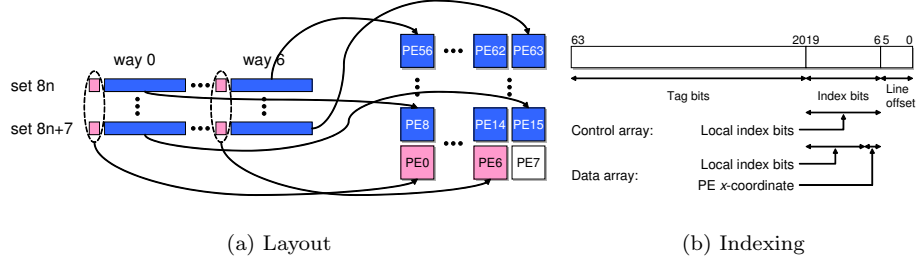 way 0
way 6
set 8n
set 8n+7
PE56
PE62
PE63
PE8
PE14
PE15
PE0
PE6
PE7
(a) Layout
63
20
19
6
5
0
Tag bits
Index bits
Line
offset
Control array:
Local index bits
Data array:
Local index bits
PE x-coordinate
(b) Indexing